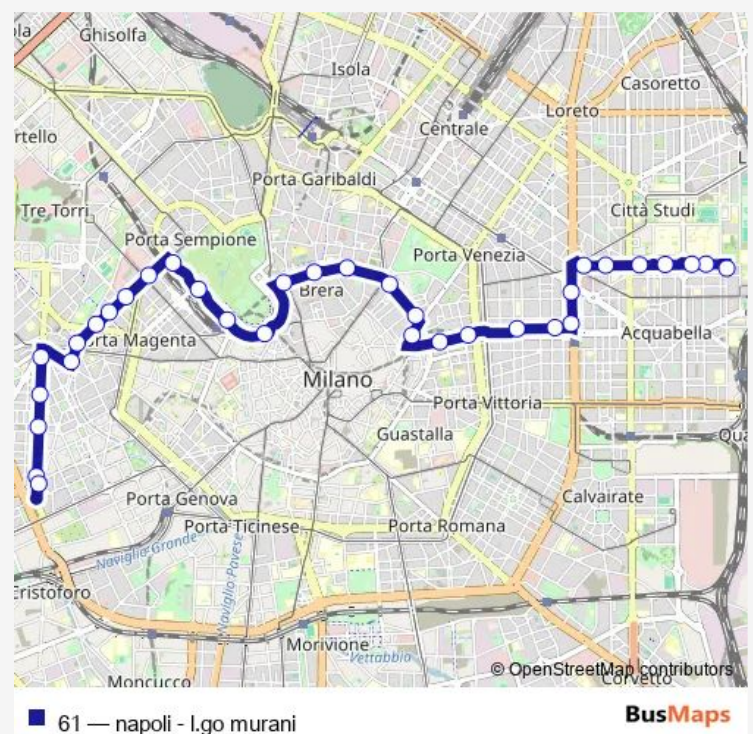 Ghisolfa
Isola
Casoretto
Loreto
Centrale
rtello
Porta Garibaldi
Tre Torri
Città Studi
Porta Sempione
Porta Venezia
Brera
Acquabella
orta Magenta
Milano
Porta Vittoria
Guastalla
Qua
Porta Genova
Calvairate
Porta Ticinese
Porta Romana
Naviglio Grande
Naviglio Pavese
Cristoforo
Morivione
Vettabbia
© OpenStreetMap contributors
Moncucco
Corvetto
61 — napoli - l.go murani
BusMaps